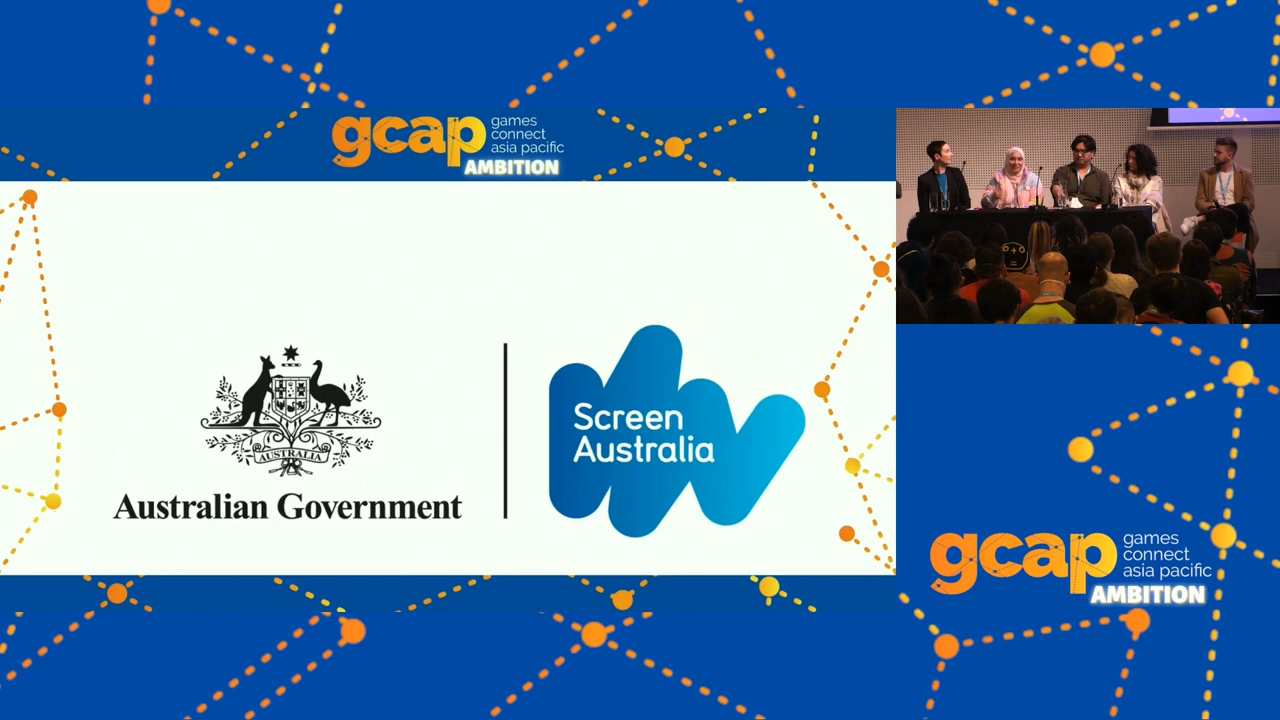 gcap
games
connect
asia pacific
AMBITION
AUSTRALIA
Australian Government
Screen
Australia
gcap
games
connect
asia pacific
AMBITION